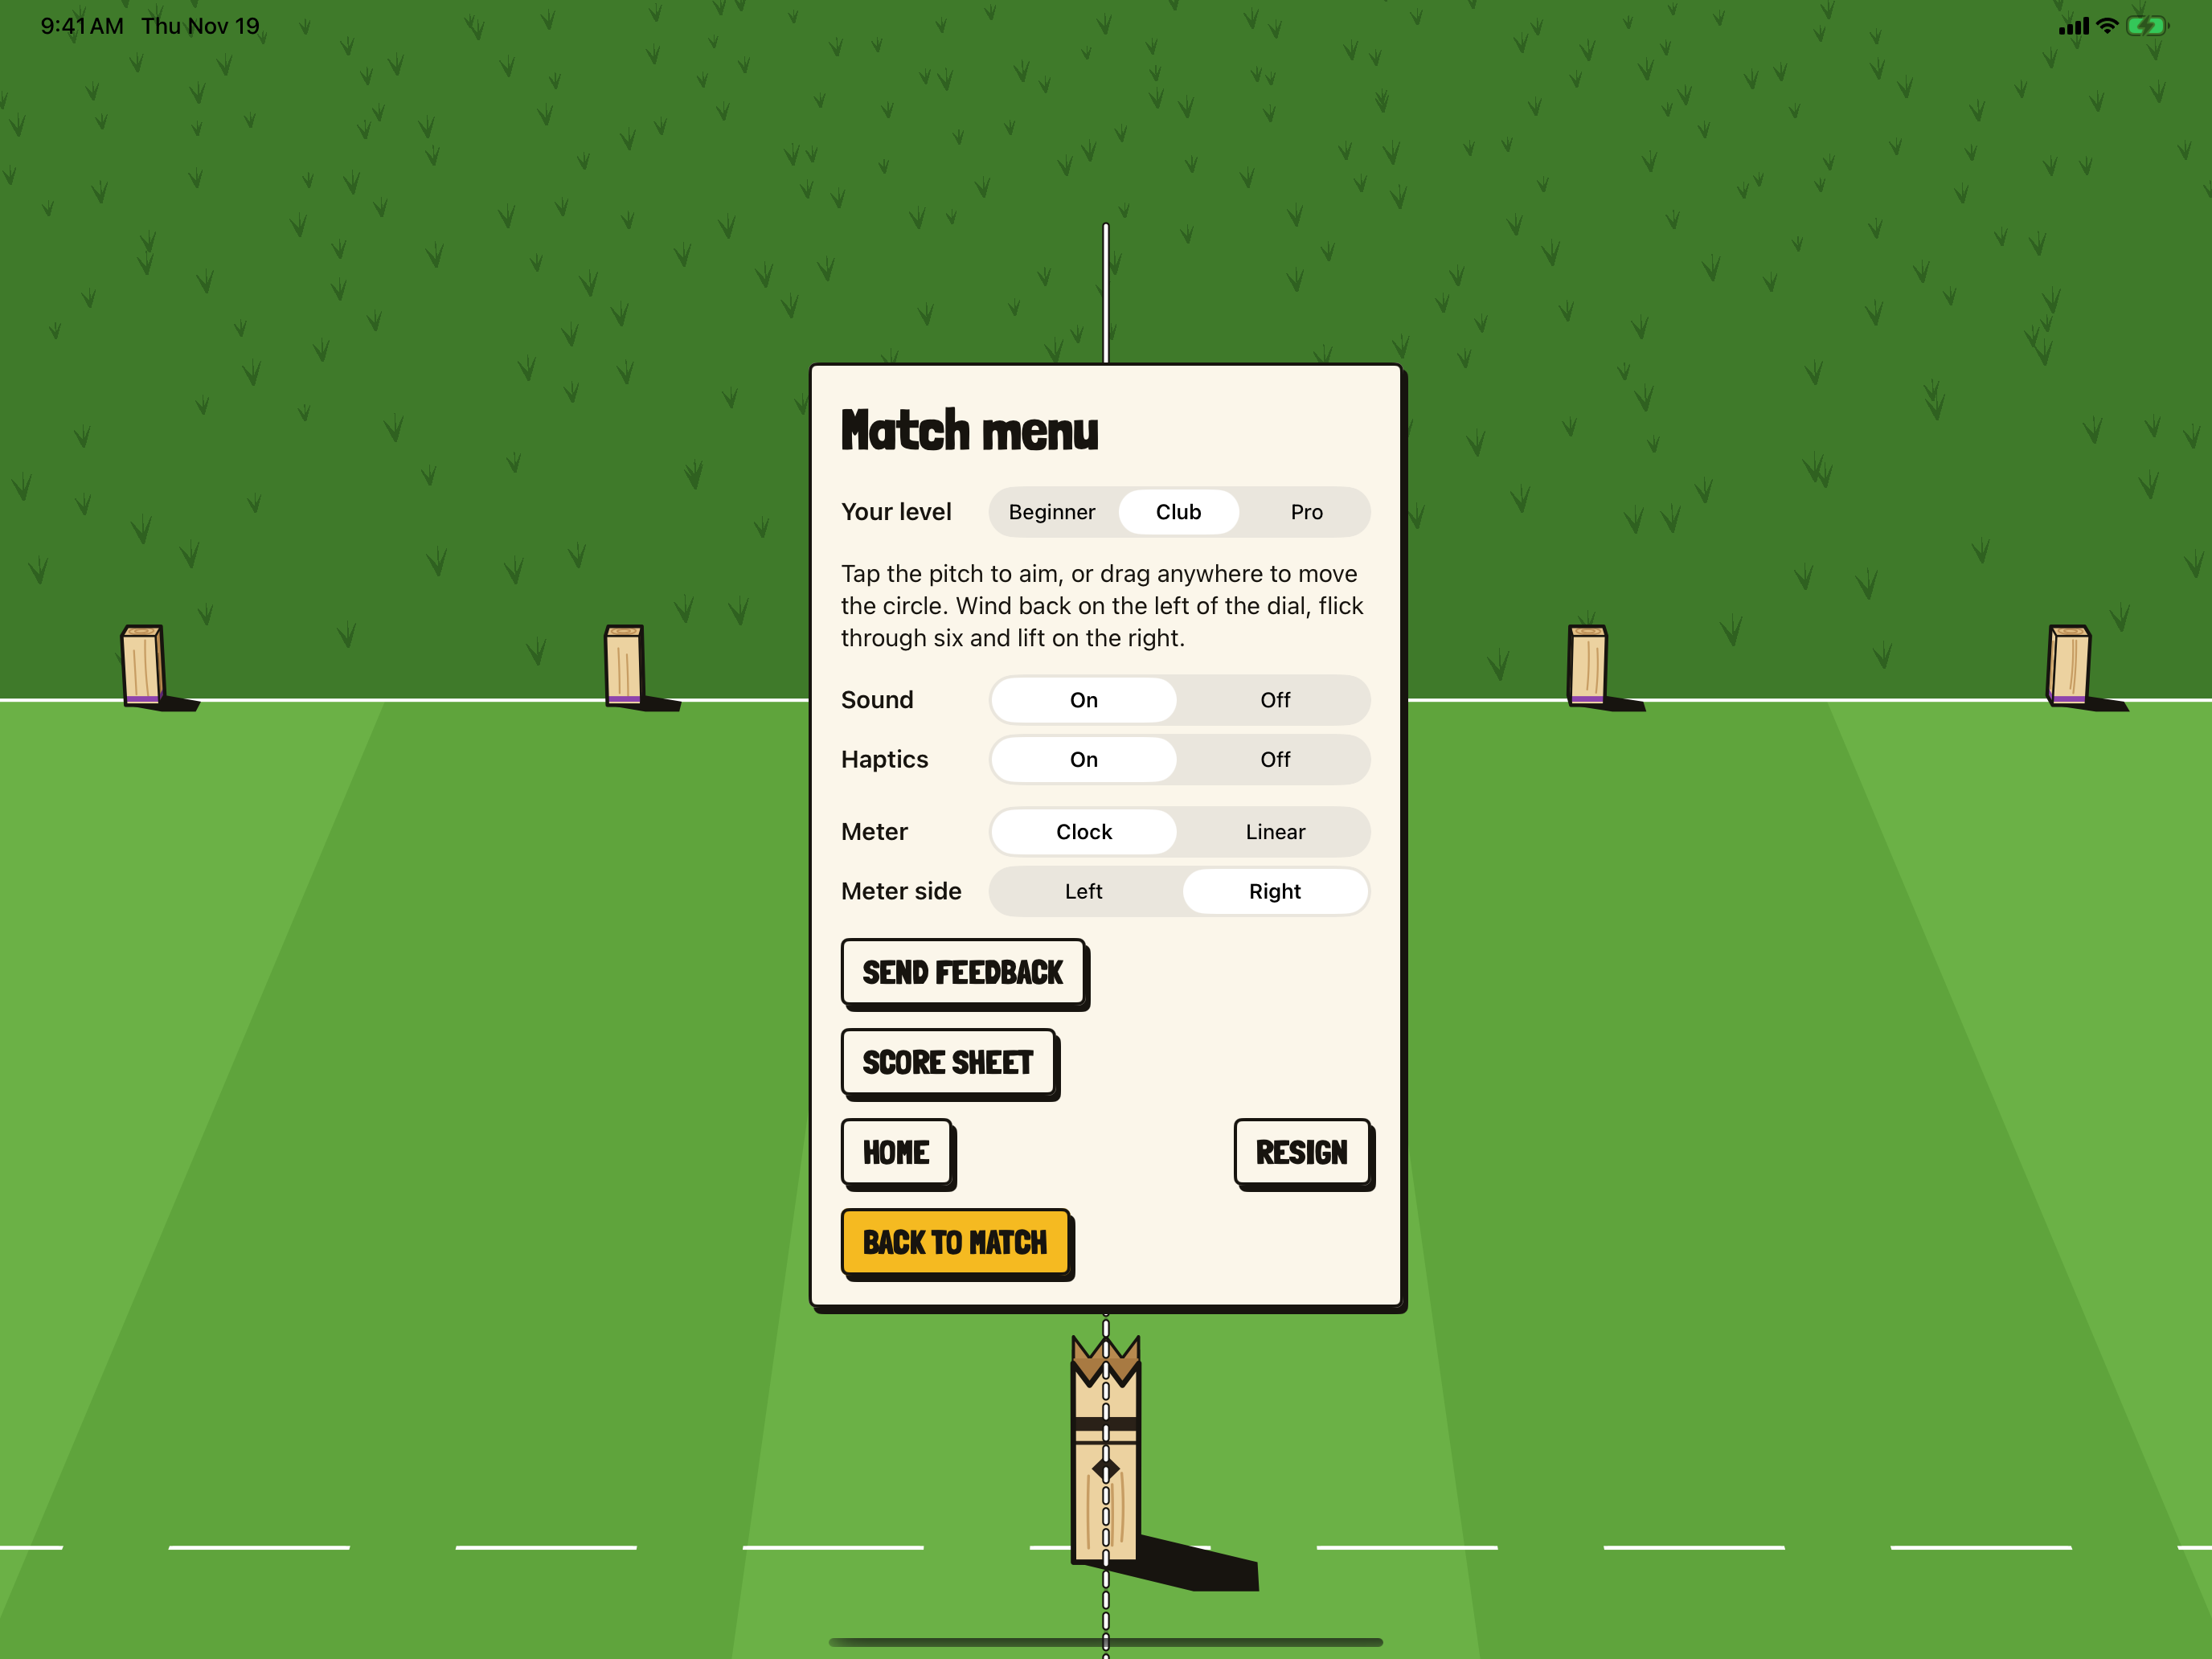 9:41 AM Thu Nov 19
Match menu
Your level Beginner Club Pro
Tap the pitch to aim, or drag anywhere to move
the circle. Wind back on the left of the dial, flick
through six and lift on the right.
Sound On Off
Haptics On Off
Meter Clock Linear
Meter side Left Right
SEND FEEDBACK
SCORE SHEET
HOME RESIGN
BACK TO MATCH